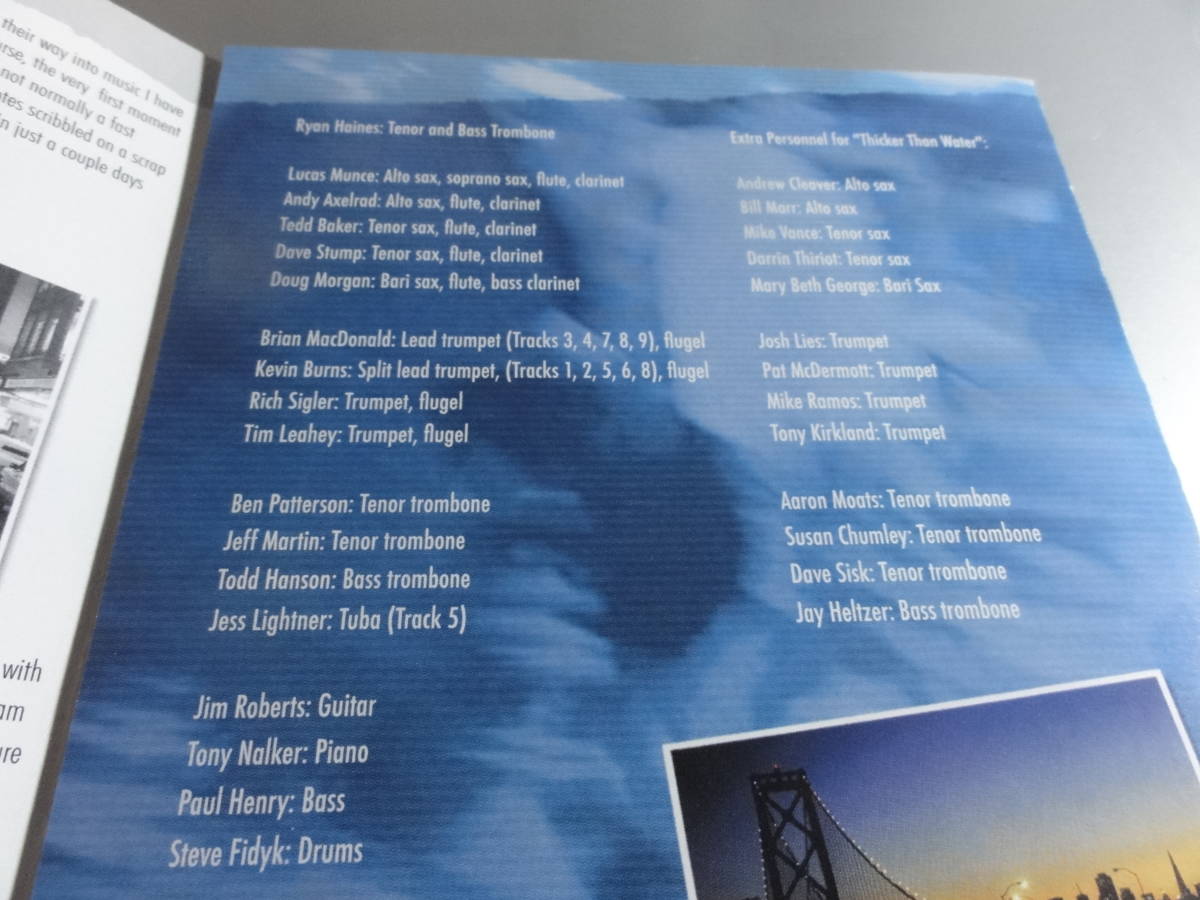 their way into music I have
the very first moment
not normally a fast
scribbled on a scrap
in just a couple days
with
Ryan Haines: Tenor and Bass Trombone
Lucas Munce: Alto sax, soprano sax, flute, clarinet
Andy Axelrad: Alto sax, flute, clarinet
Tedd Baker: Tenor sax, flute, clarinet
Dave Stump: Tenor sax, flute, clarinet
Doug Morgan: Bari sax, flute, bass clarinet
Brian MacDonald: Lead trumpet (Tracks 3, 4, 7, 8, 9), flugel
Kevin Burns: Split lead trumpet, (Tracks 1, 2, 5, 6, 8), flugel
Rich Sigler: Trumpet, flugel
Tim Leahey: Trumpet, flugel
Ben Patterson: Tenor trombone
Jeff Martin: Tenor trombone
Todd Hanson: Bass trombone
Jess Lightner: Tuba (Track 5)
Jim Roberts: Guitar
Tony Nalker: Piano
Paul Henry: Bass
Steve Fidyk: Drums
Extra Personnel for "Thicker Than Water":
Andrew Cleaver: Alto sax
Bill Marr: Alto sax
Mike Vance: Tenor sax
Darrin Thiriot: Tenor sax
Mary Beth George: Bari Sax
Josh Lies: Trumpet
Pat McDermott: Trumpet
Mike Ramos: Trumpet
Tony Kirkland: Trumpet
Aaron Moats: Tenor trombone
Susan Chumley: Tenor trombone
Dave Sisk: Tenor trombone
Jay Heltzer: Bass trombone